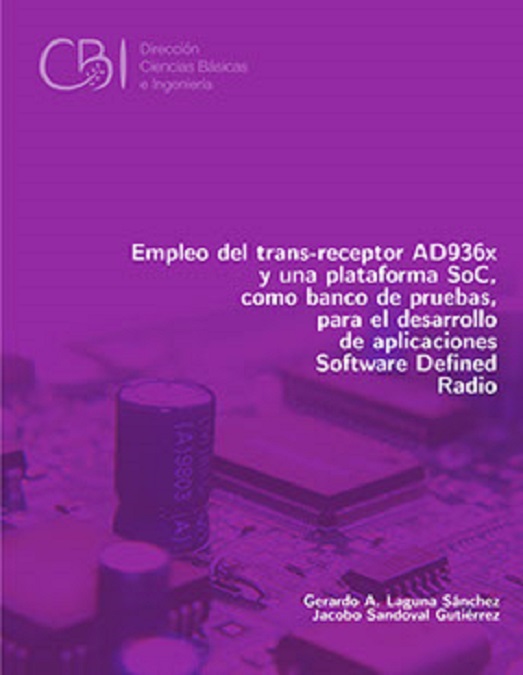 CBI
Dirección
Ciencias Básicas
e Ingeniería
Empleo del trans-receptor AD936x
y una plataforma SoC,
como banco de pruebas,
para el desarrollo
de aplicaciones
Software Defined
Radio
Gerardo A. Laguna Sánchez
Jacobo Sandoval Gutiérrez